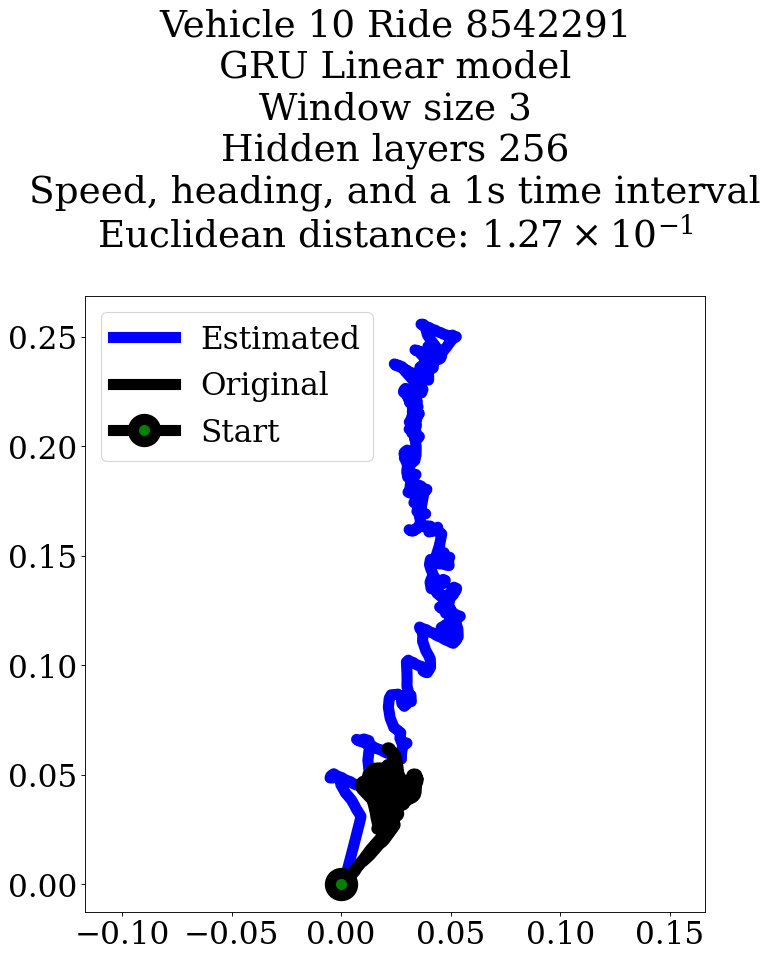 Vehicle 10 Ride 8542291
GRU Linear model
Window size 3
Hidden layers 256
Speed, heading, and a 1s time interval
Euclidean distance: 1.27 × 10⁻¹
Estimated
Original
Start
0.25
0.20
0.15
0.10
0.05
0.00
−0.10 −0.05 0.00 0.05 0.10 0.15